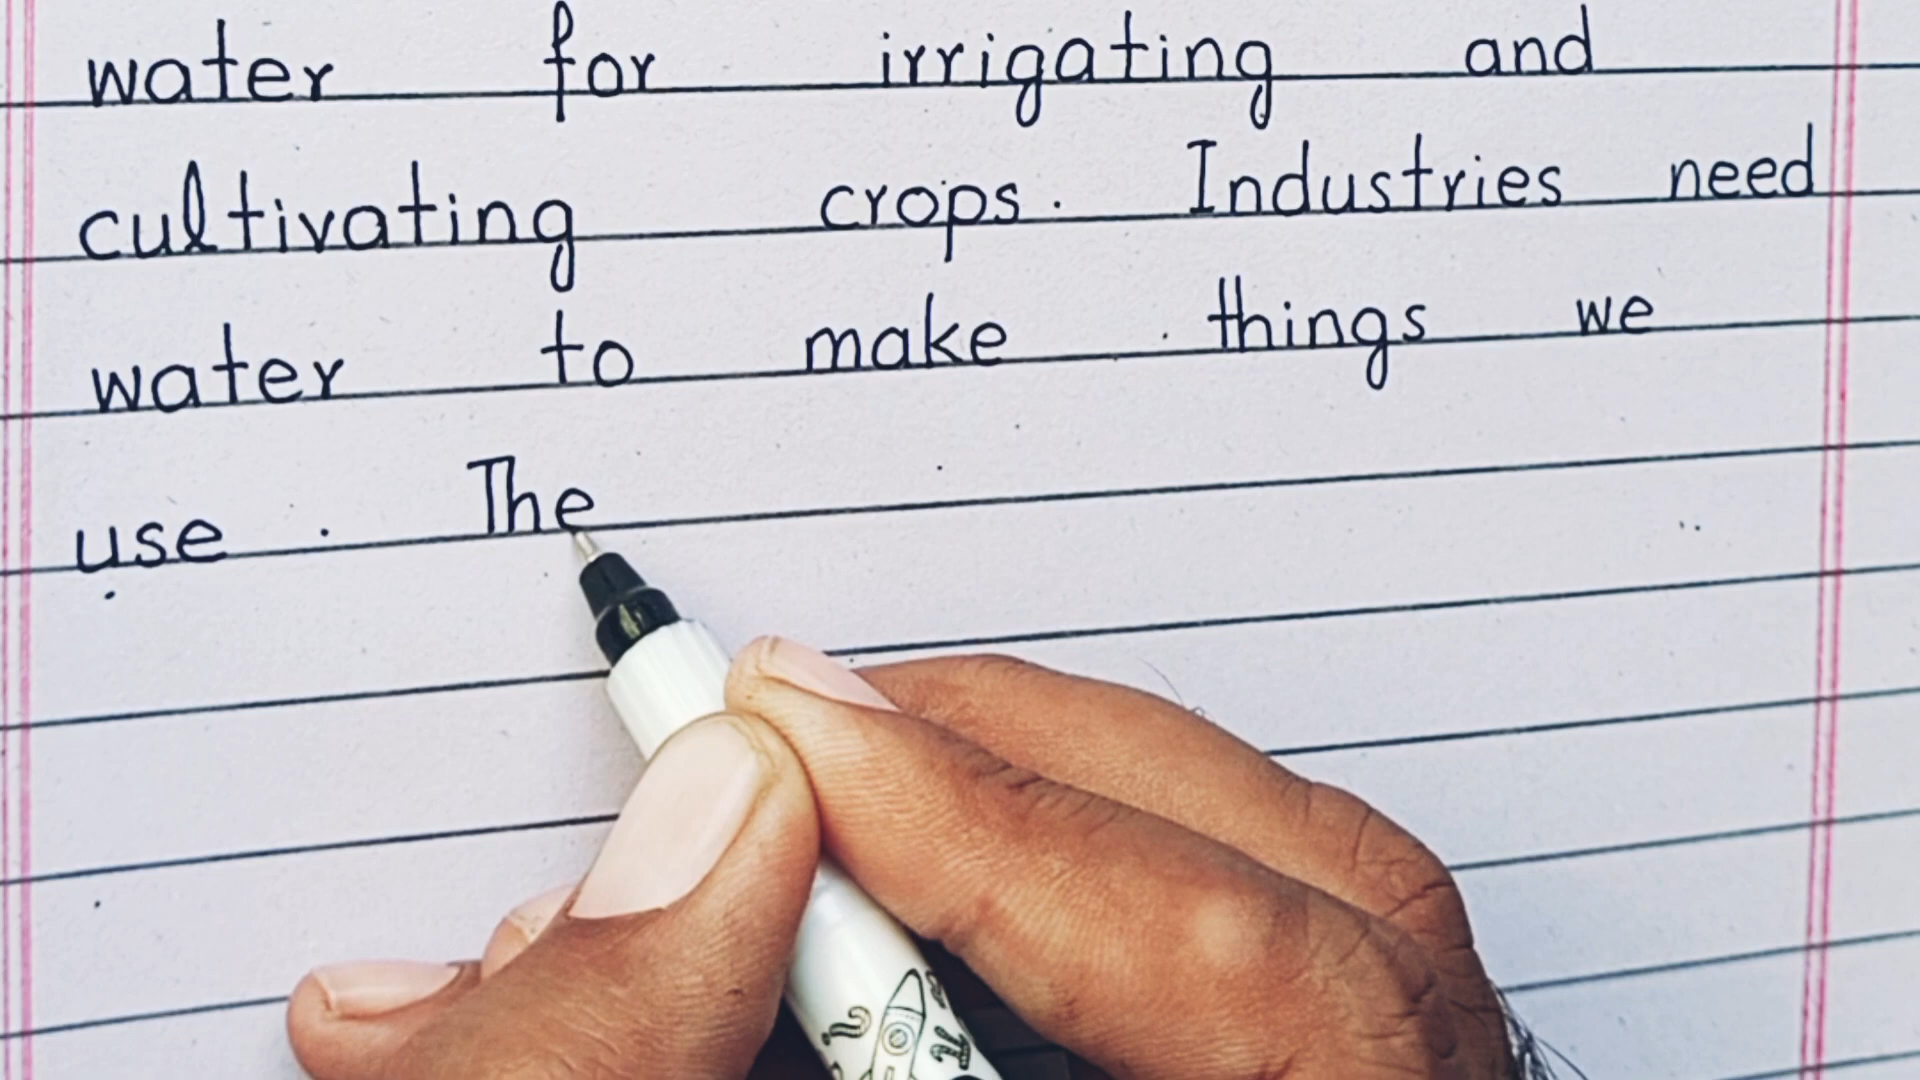 water for irrigating and
cultivating crops. Industries need
water to make things we
use. The